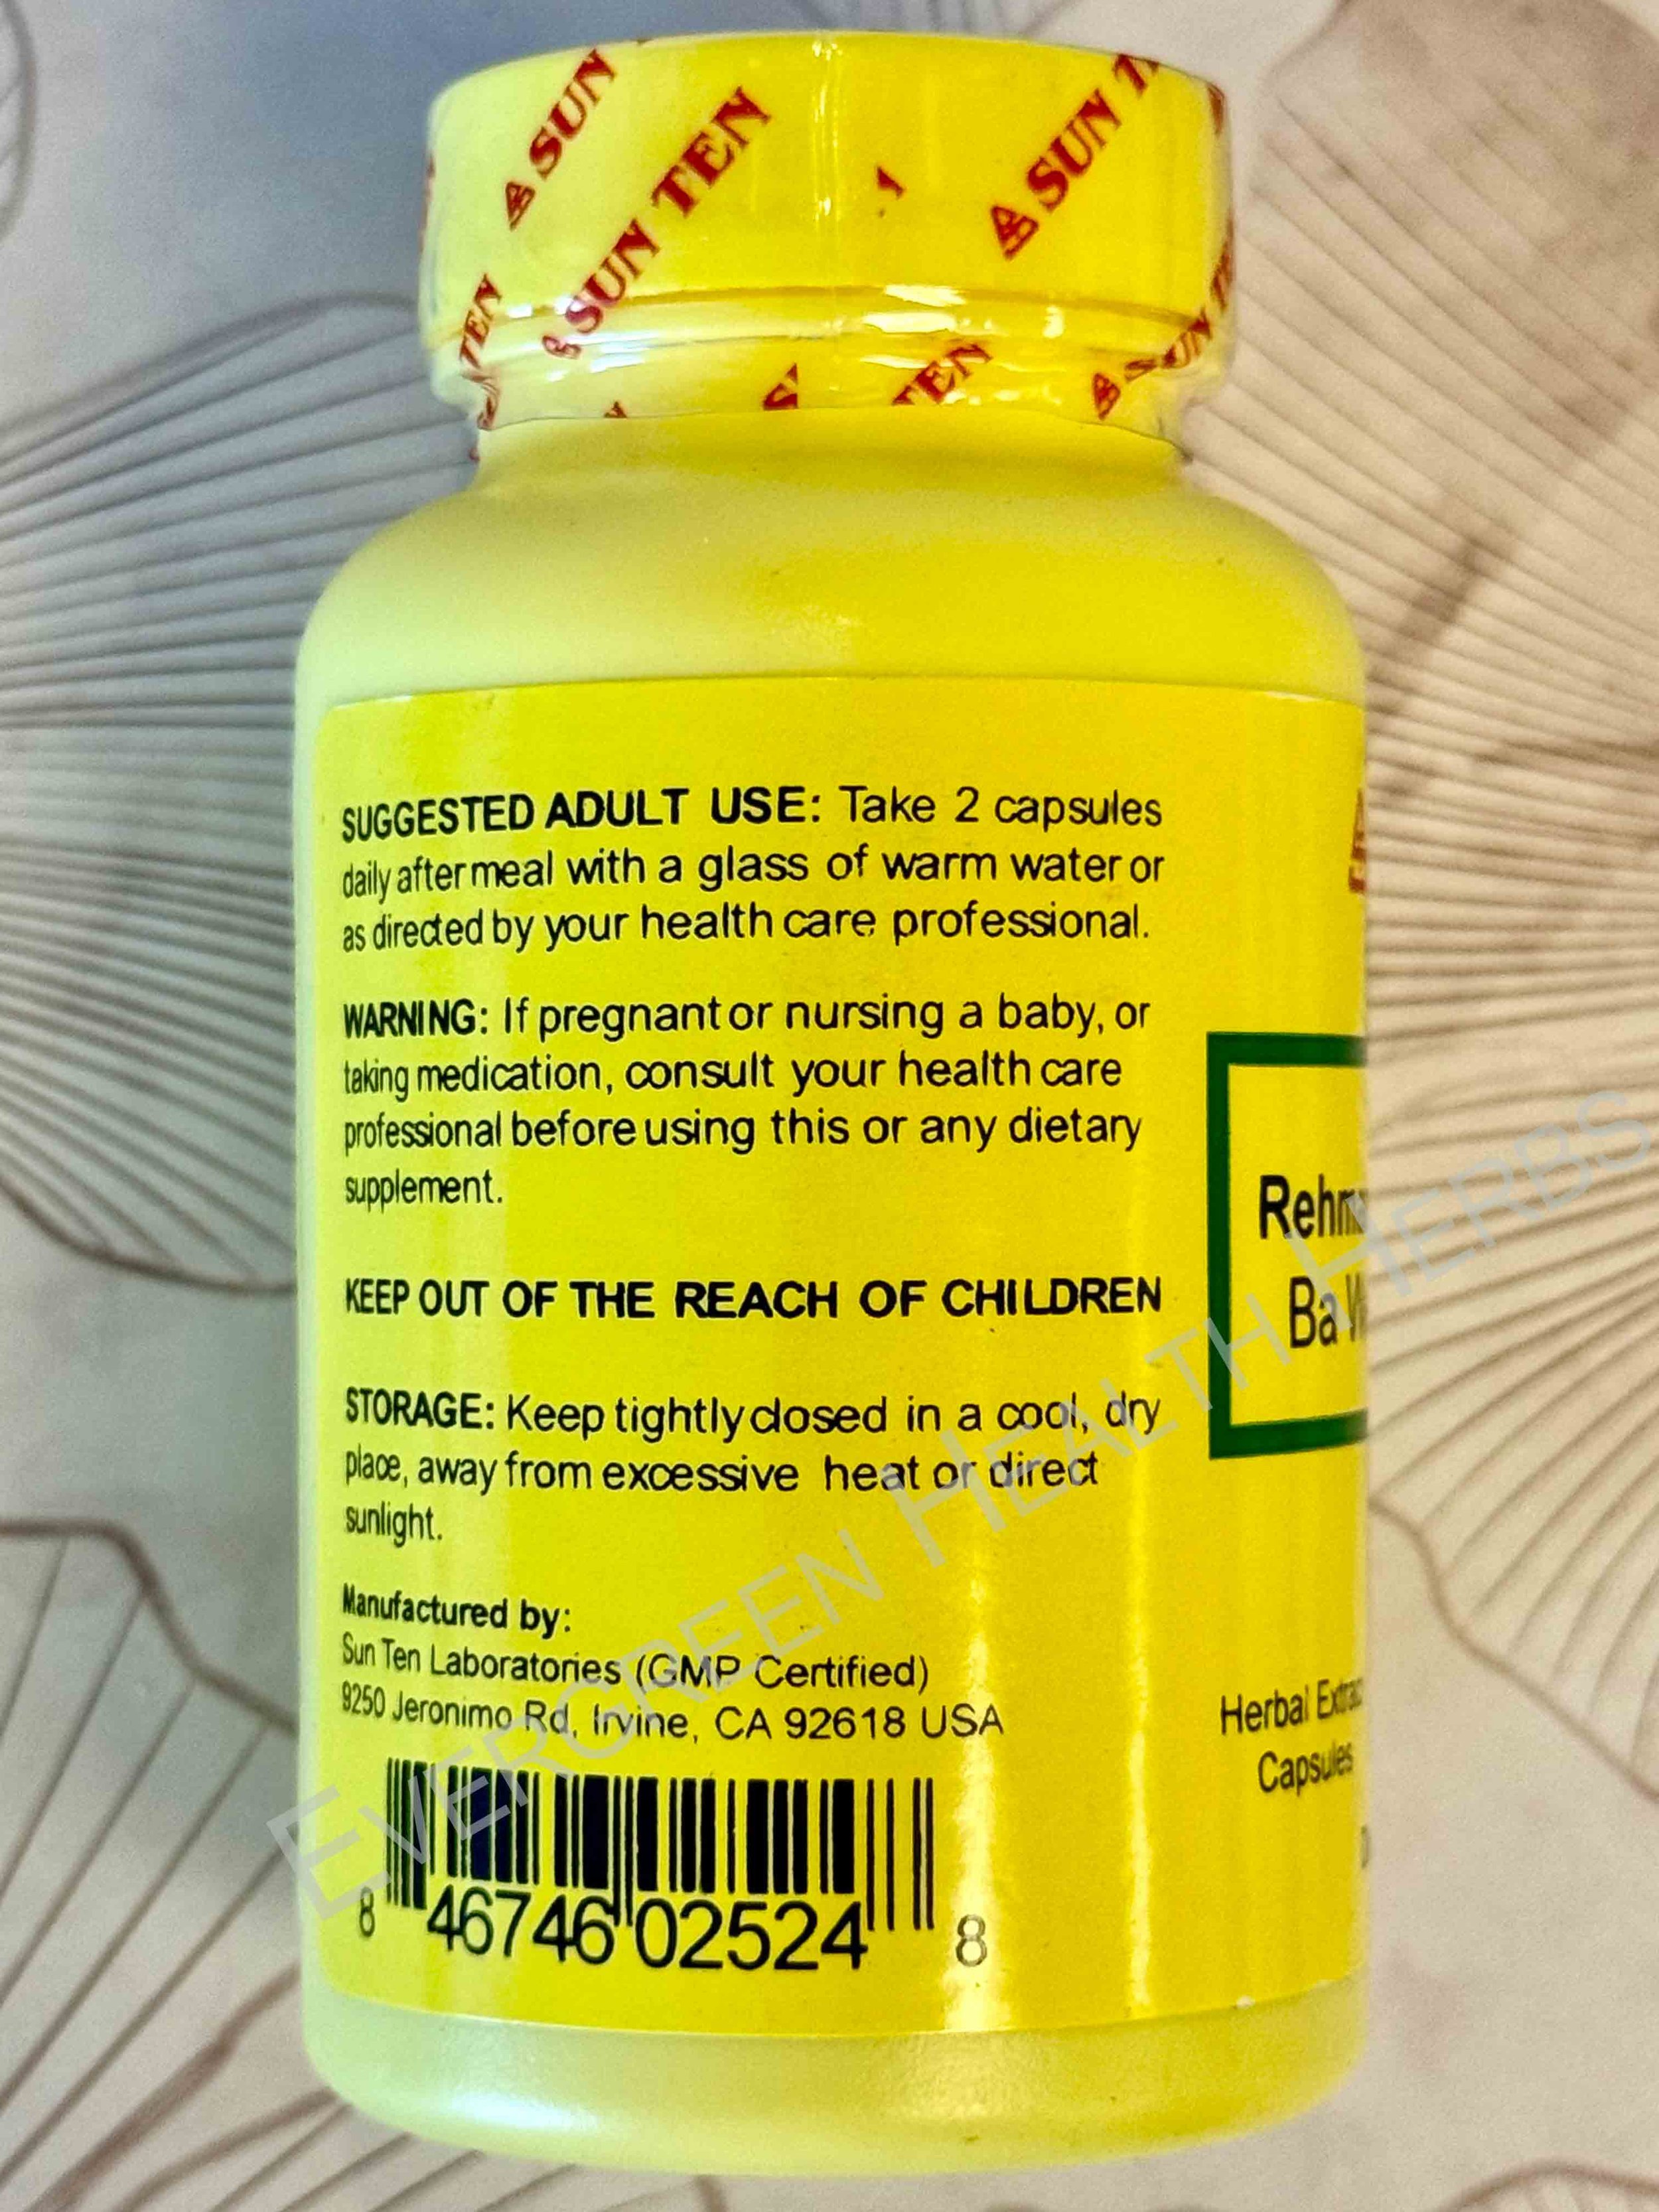 SUN
SUN TEN
SUN
TEN
SUN
TEN
SUGGESTED ADULT USE: Take 2 capsules
daily after meal with a glass of warm water or
as directed by your health care professional.
WARNING: If pregnant or nursing a baby, or
taking medication, consult your health care
professional before using this or any dietary
supplement.
KEEP OUT OF THE REACH OF CHILDREN
STORAGE: Keep tightly closed in a cool, dry
place, away from excessive heat or direct
sunlight.
Manufactured by:
Sun Ten Laboratories (GMP Certified)
9250 Jeronimo Rd, Irvine, CA 92618 USA
8 46746 02524 8
Ba
Herbal
Capsules
EVERGREEN HEALTH HERBS